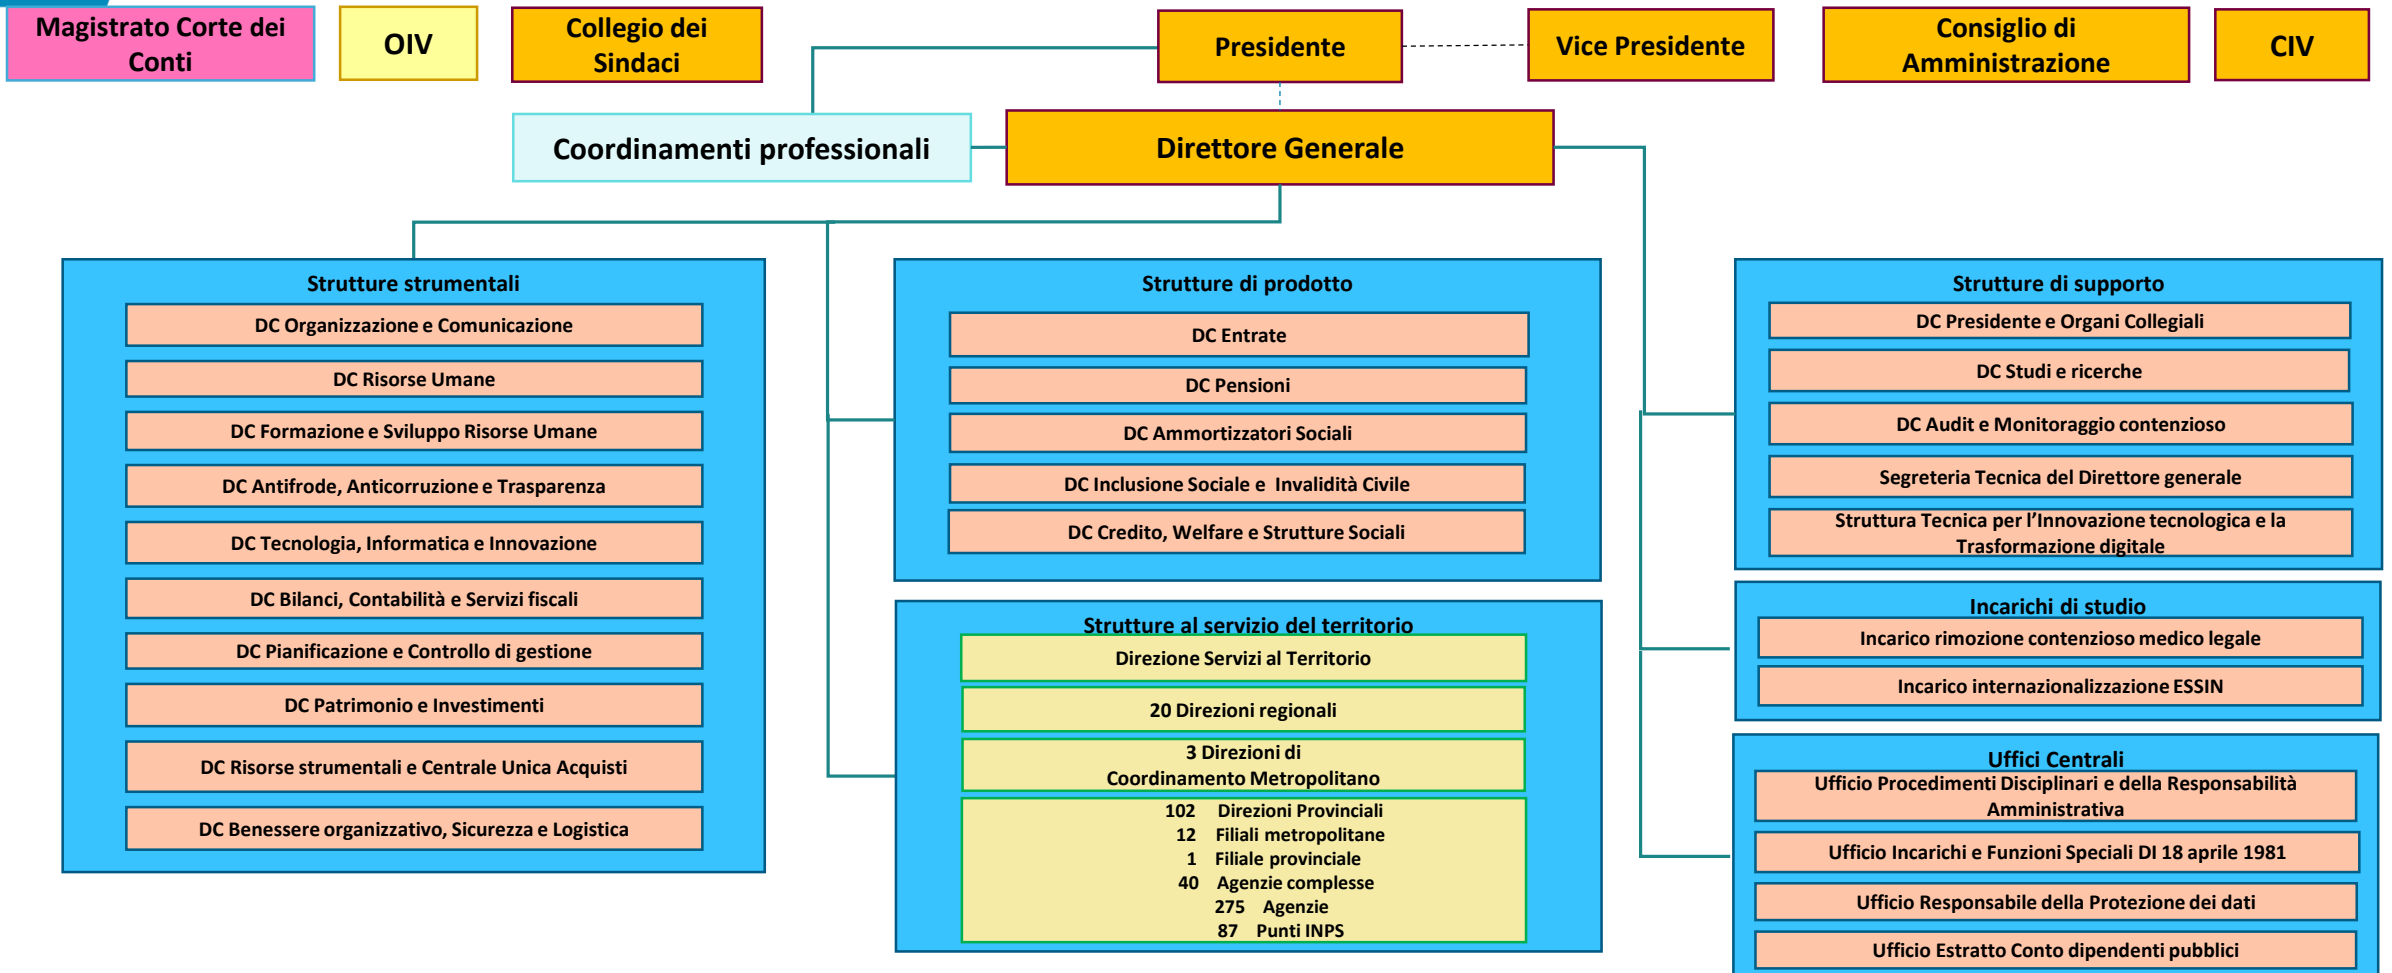 Magistrato Corte dei
Conti
OIV
Collegio dei
Sindaci
Presidente
Vice Presidente
Consiglio di
Amministrazione
CIV
Coordinamenti professionali
Direttore Generale
Strutture strumentali
DC Organizzazione e Comunicazione
DC Risorse Umane
DC Formazione e Sviluppo Risorse Umane
DC Antifrode, Anticorruzione e Trasparenza
DC Tecnologia, Informatica e Innovazione
DC Bilanci, Contabilità e Servizi fiscali
DC Pianificazione e Controllo di gestione
DC Patrimonio e Investimenti
DC Risorse strumentali e Centrale Unica Acquisti
DC Benessere organizzativo, Sicurezza e Logistica
Strutture di prodotto
DC Entrate
DC Pensioni
DC Ammortizzatori Sociali
DC Inclusione Sociale e Invalidità Civile
DC Credito, Welfare e Strutture Sociali
Strutture al servizio del territorio
Direzione Servizi al Territorio
20 Direzioni regionali
3 Direzioni di
Coordinamento Metropolitano
102 Direzioni Provinciali
12 Filiali metropolitane
1 Filiale provinciale
40 Agenzie complesse
275 Agenzie
87 Punti INPS
Strutture di supporto
DC Presidente e Organi Collegiali
DC Studi e ricerche
DC Audit e Monitoraggio contenzioso
Segreteria Tecnica del Direttore generale
Struttura Tecnica per l'Innovazione tecnologica e la
Trasformazione digitale
Incarichi di studio
Incarico rimozione contenzioso medico legale
Incarico internazionalizzazione ESSIN
Uffici Centrali
Ufficio Procedimenti Disciplinari e della Responsabilità
Amministrativa
Ufficio Incarichi e Funzioni Speciali DI 18 aprile 1981
Ufficio Responsabile della Protezione dei dati
Ufficio Estratto Conto dipendenti pubblici